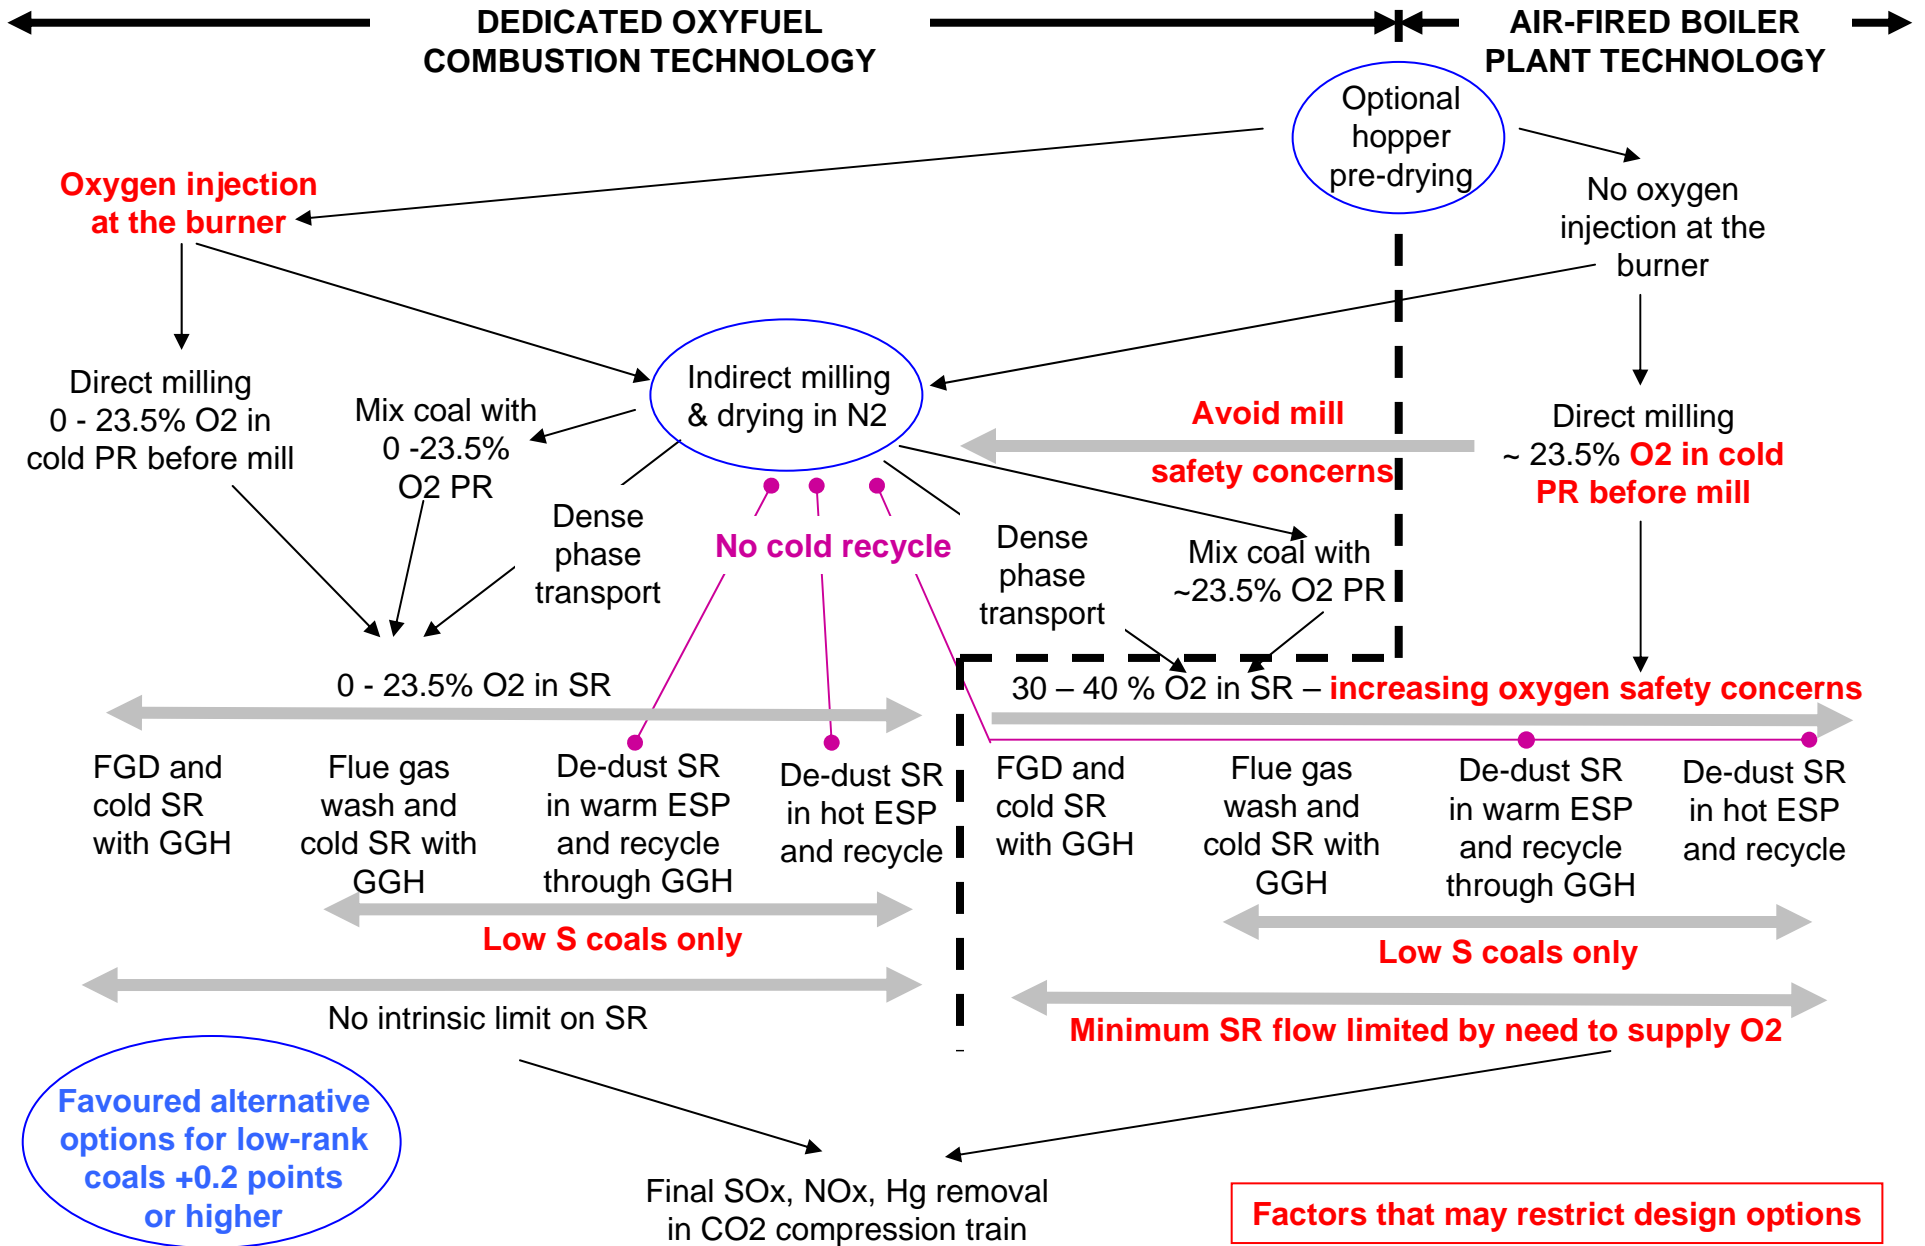 DEDICATED OXYFUEL
COMBUSTION TECHNOLOGY
AIR-FIRED BOILER
PLANT TECHNOLOGY
Optional
hopper
pre-drying
Oxygen injection
at the burner
No oxygen
injection at the
burner
Direct milling
0 - 23.5% O2 in
cold PR before mill
Mix coal with
0 -23.5%
O2 PR
Indirect milling
& drying in N2
Avoid mill
safety concerns
Direct milling
~ 23.5% O2 in cold
PR before mill
Dense
phase
transport
No cold recycle
Dense
phase
transport
Mix coal with
~23.5% O2 PR
0 - 23.5% O2 in SR
30 – 40 % O2 in SR – increasing oxygen safety concerns
FGD and
cold SR
with GGH
Flue gas
wash and
cold SR with
GGH
De-dust SR
in warm ESP
and recycle
through GGH
De-dust SR
in hot ESP
and recycle
FGD and
cold SR
with GGH
Flue gas
wash and
cold SR with
GGH
De-dust SR
in warm ESP
and recycle
through GGH
De-dust SR
in hot ESP
and recycle
Low S coals only
Low S coals only
No intrinsic limit on SR
Minimum SR flow limited by need to supply O2
Favoured alternative
options for low-rank
coals +0.2 points
or higher
Final SOx, NOx, Hg removal
in CO2 compression train
Factors that may restrict design options